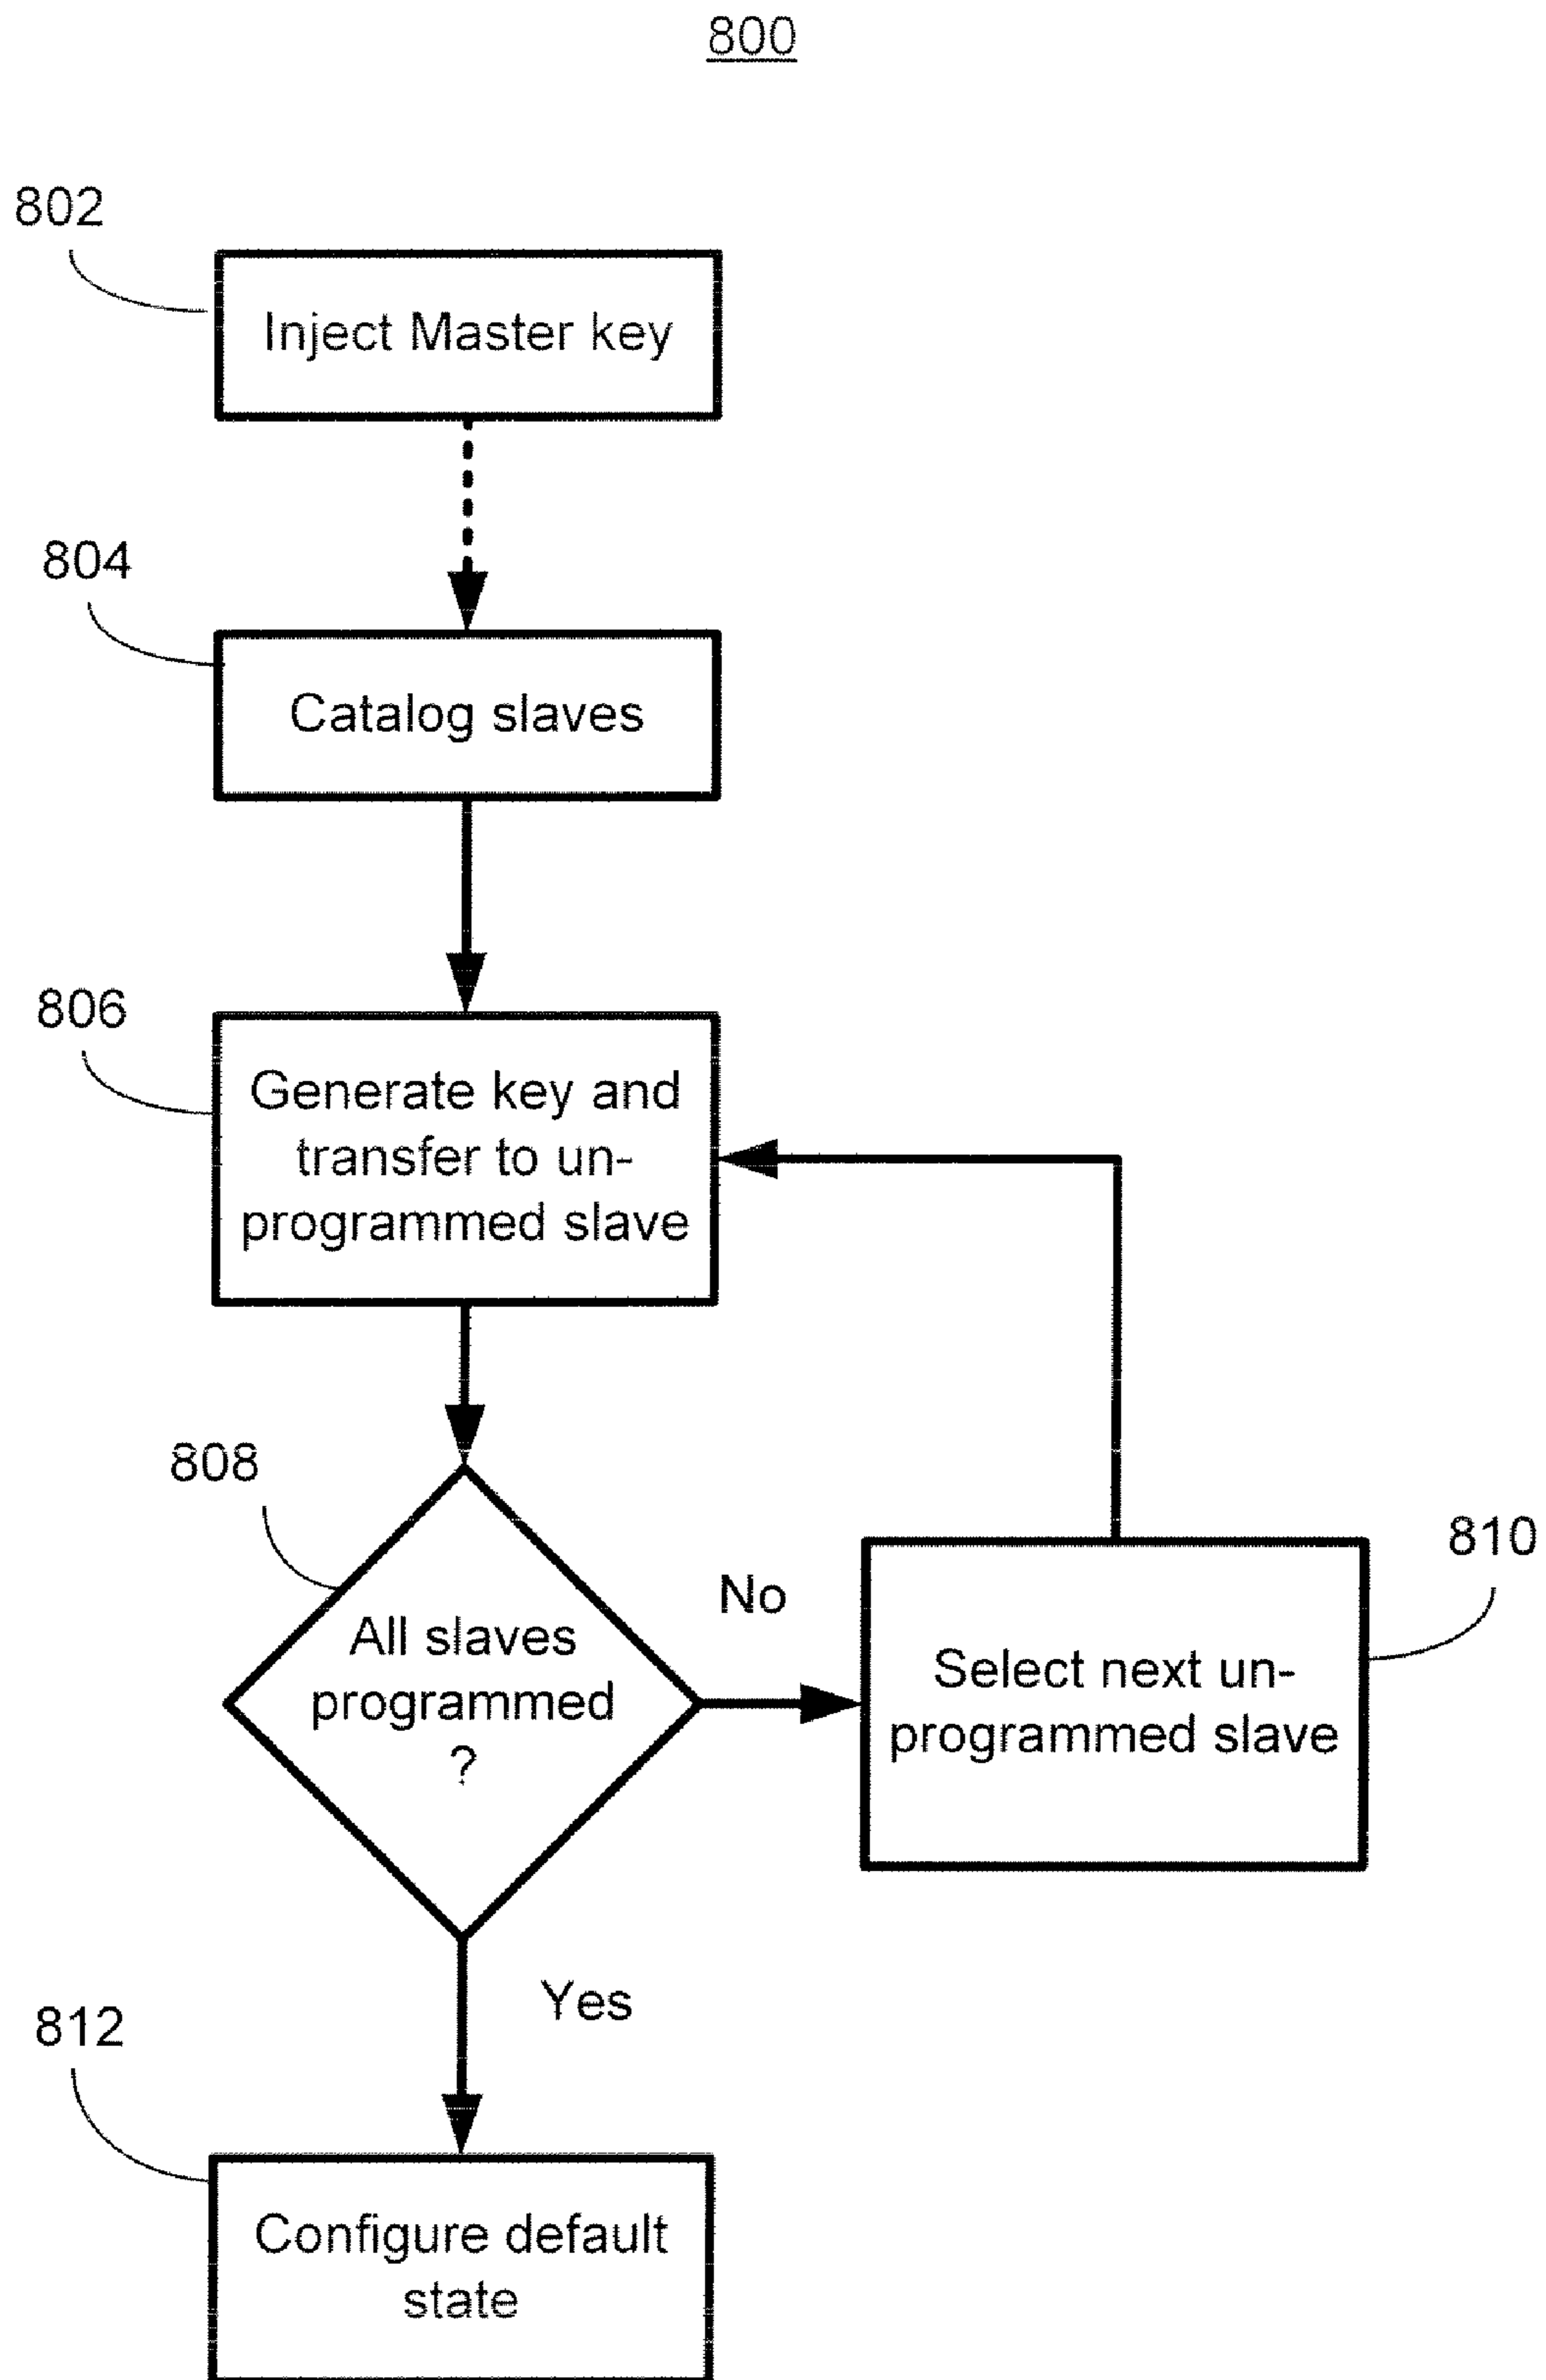 800
802
Inject Master key
804
Catalog slaves
806
Generate key and
transfer to un-
programmed slave
808
All slaves
programmed
?
No
810
Select next un-
programmed slave
Yes
812
Configure default
state